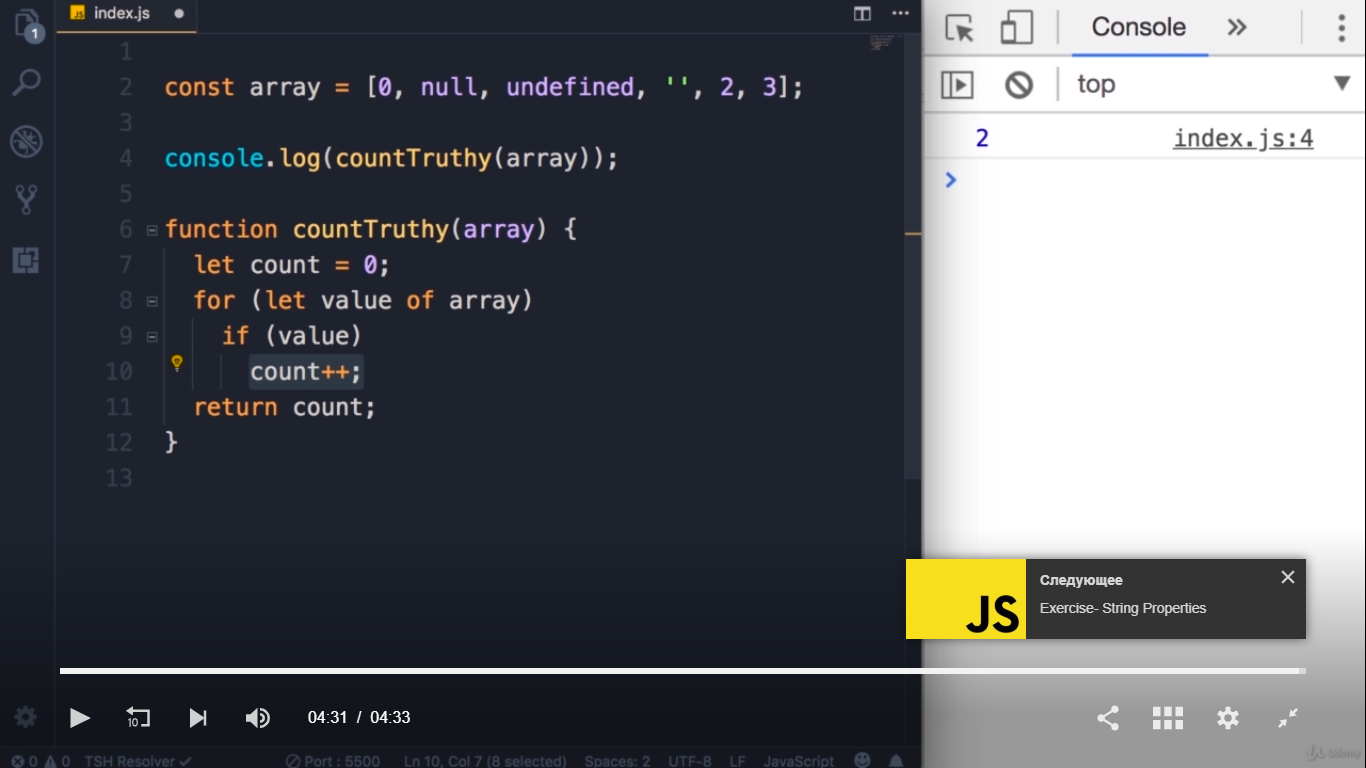 1
JS index.js
1
2 const array = [0, null, undefined, '', 2, 3];
3
4 console.log(countTruthy(array));
5
6 function countTruthy(array) {
7 let count = 0;
8 for (let value of array)
9 if (value)
10 count++;
11 return count;
12 }
13
Console
top
2 index.js:4
JS
Следующее
Exercise- String Properties
10
04:31 / 04:33
0 0 TSH Resolver Port : 5500 Ln 10, Col 7 (8 selected) Spaces: 2 UTF-8 LF JavaScript
Udemy